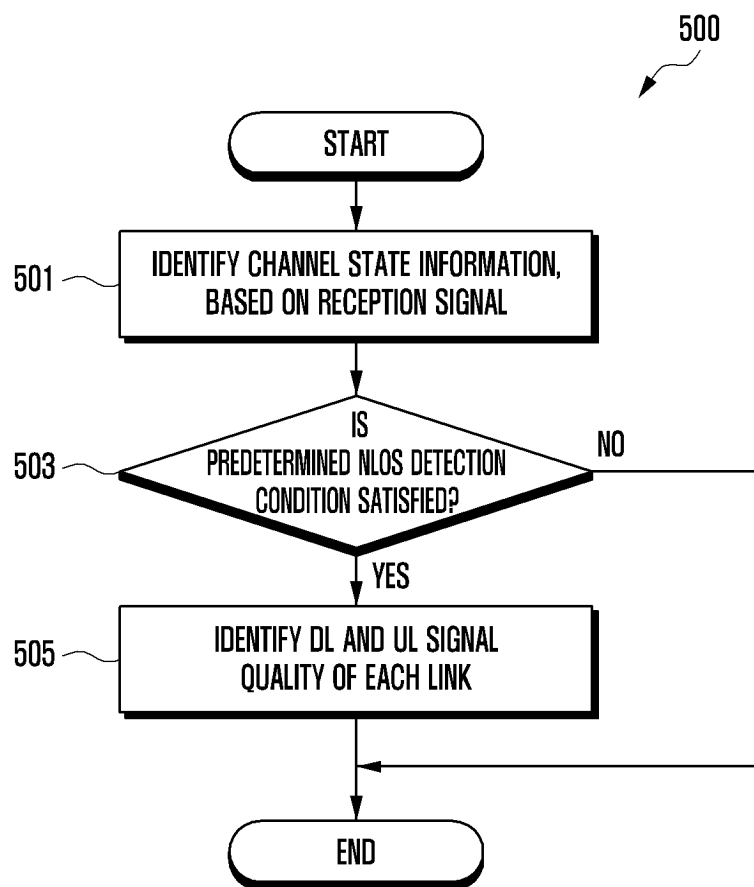 500
START
501
IDENTIFY CHANNEL STATE INFORMATION,
BASED ON RECEPTION SIGNAL
503
IS
PREDETERMINED NLOS DETECTION
CONDITION SATISFIED?
NO
YES
505
IDENTIFY DL AND UL SIGNAL
QUALITY OF EACH LINK
END